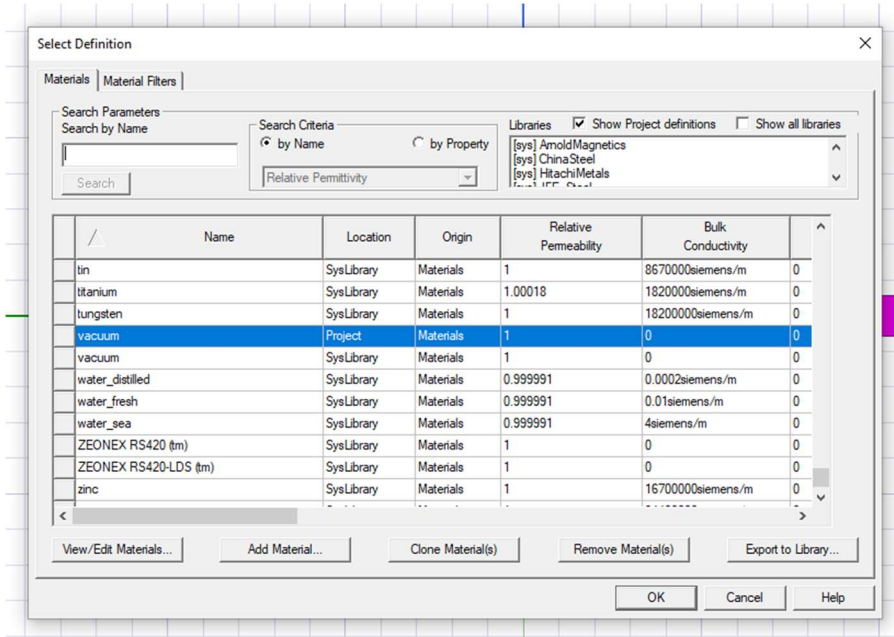 Select Definition
Materials Material Filters
Search Parameters
Search by Name
Search
Search Criteria
by Name by Property
Relative Permittivity
Libraries Show Project definitions Show all libraries
[sys] ArnoldMagnetics
[sys] ChinaSteel
[sys] HitachiMetals
Name Location Origin Relative Permeability Bulk Conductivity
tin SysLibrary Materials 1 8670000siemens/m 0
titanium SysLibrary Materials 1.00018 1820000siemens/m 0
tungsten SysLibrary Materials 1 18200000siemens/m 0
vacuum Project Materials 1 0 0
vacuum SysLibrary Materials 1 0 0
water_distilled SysLibrary Materials 0.999991 0.0002siemens/m 0
water_fresh SysLibrary Materials 0.999991 0.01siemens/m 0
water_sea SysLibrary Materials 0.999991 4siemens/m 0
ZEONEX RS420 (tm) SysLibrary Materials 1 0 0
ZEONEX RS420-LDS (tm) SysLibrary Materials 1 0 0
zinc SysLibrary Materials 1 16700000siemens/m 0
View/Edit Materials... Add Material... Clone Material(s) Remove Material(s) Export to Library...
OK Cancel Help